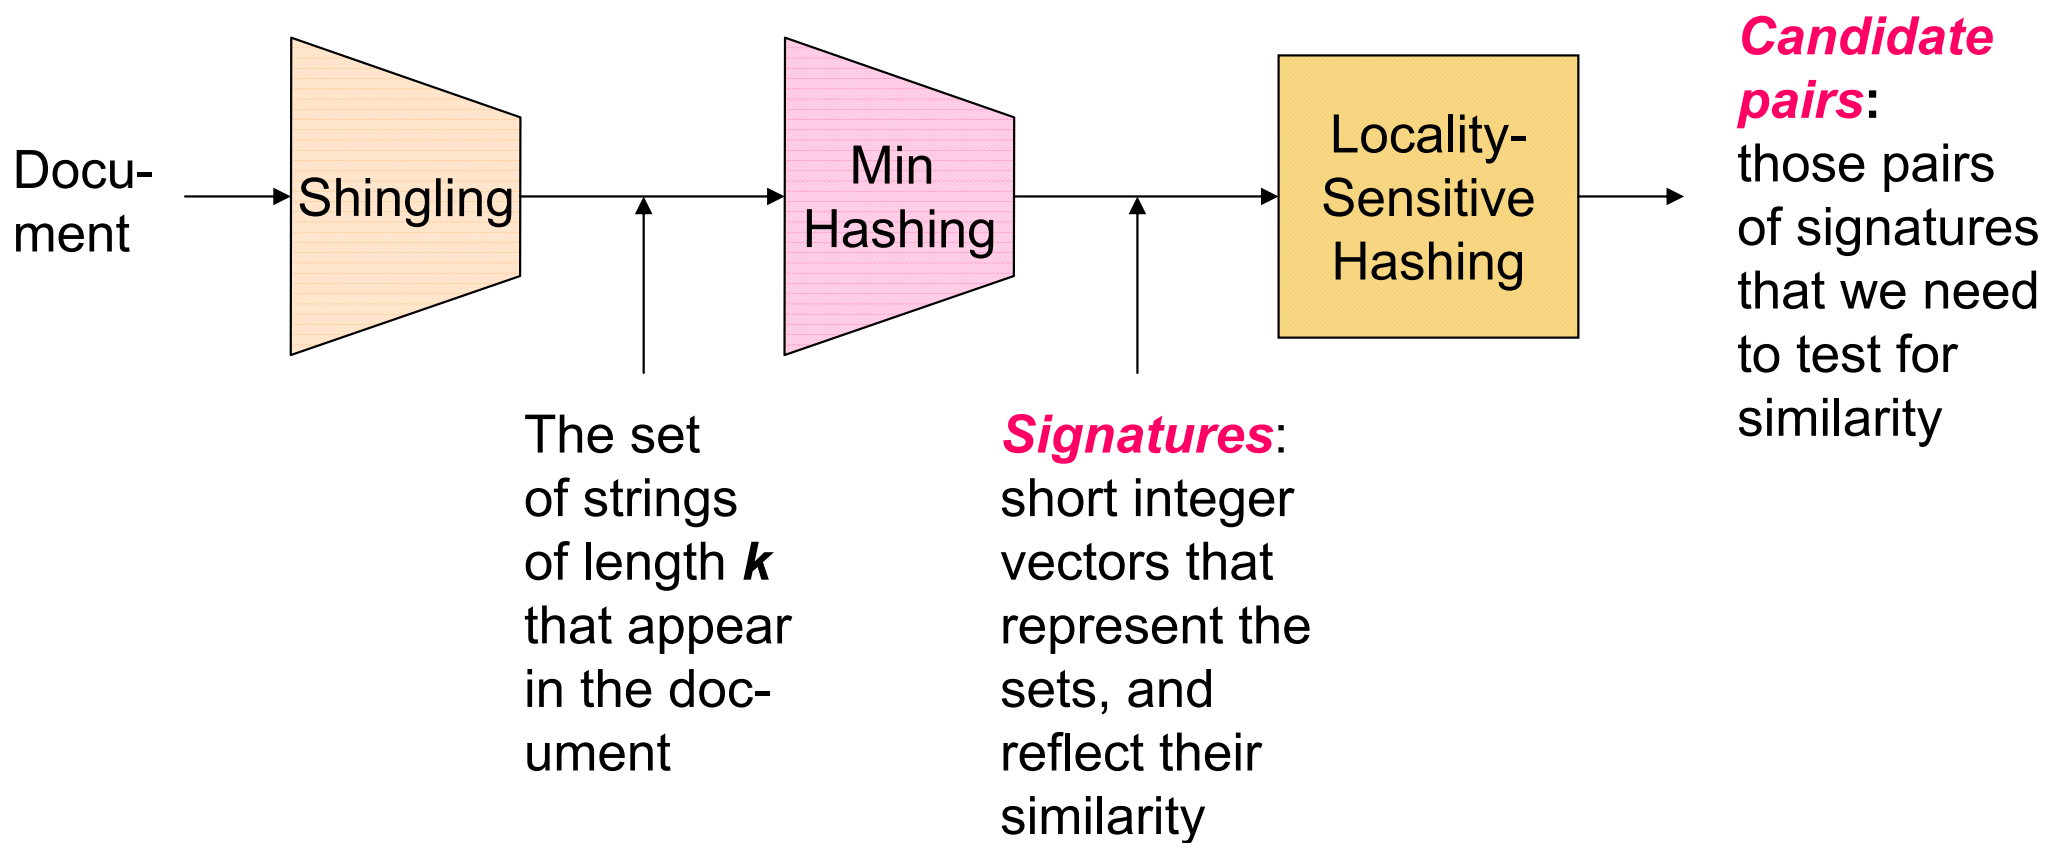 Docu-
ment
Shingling
The set
of strings
of length k
that appear
in the doc-
ument
Min
Hashing
Signatures:
short integer
vectors that
represent the
sets, and
reflect their
similarity
Locality-
Sensitive
Hashing
Candidate
pairs:
those pairs
of signatures
that we need
to test for
similarity